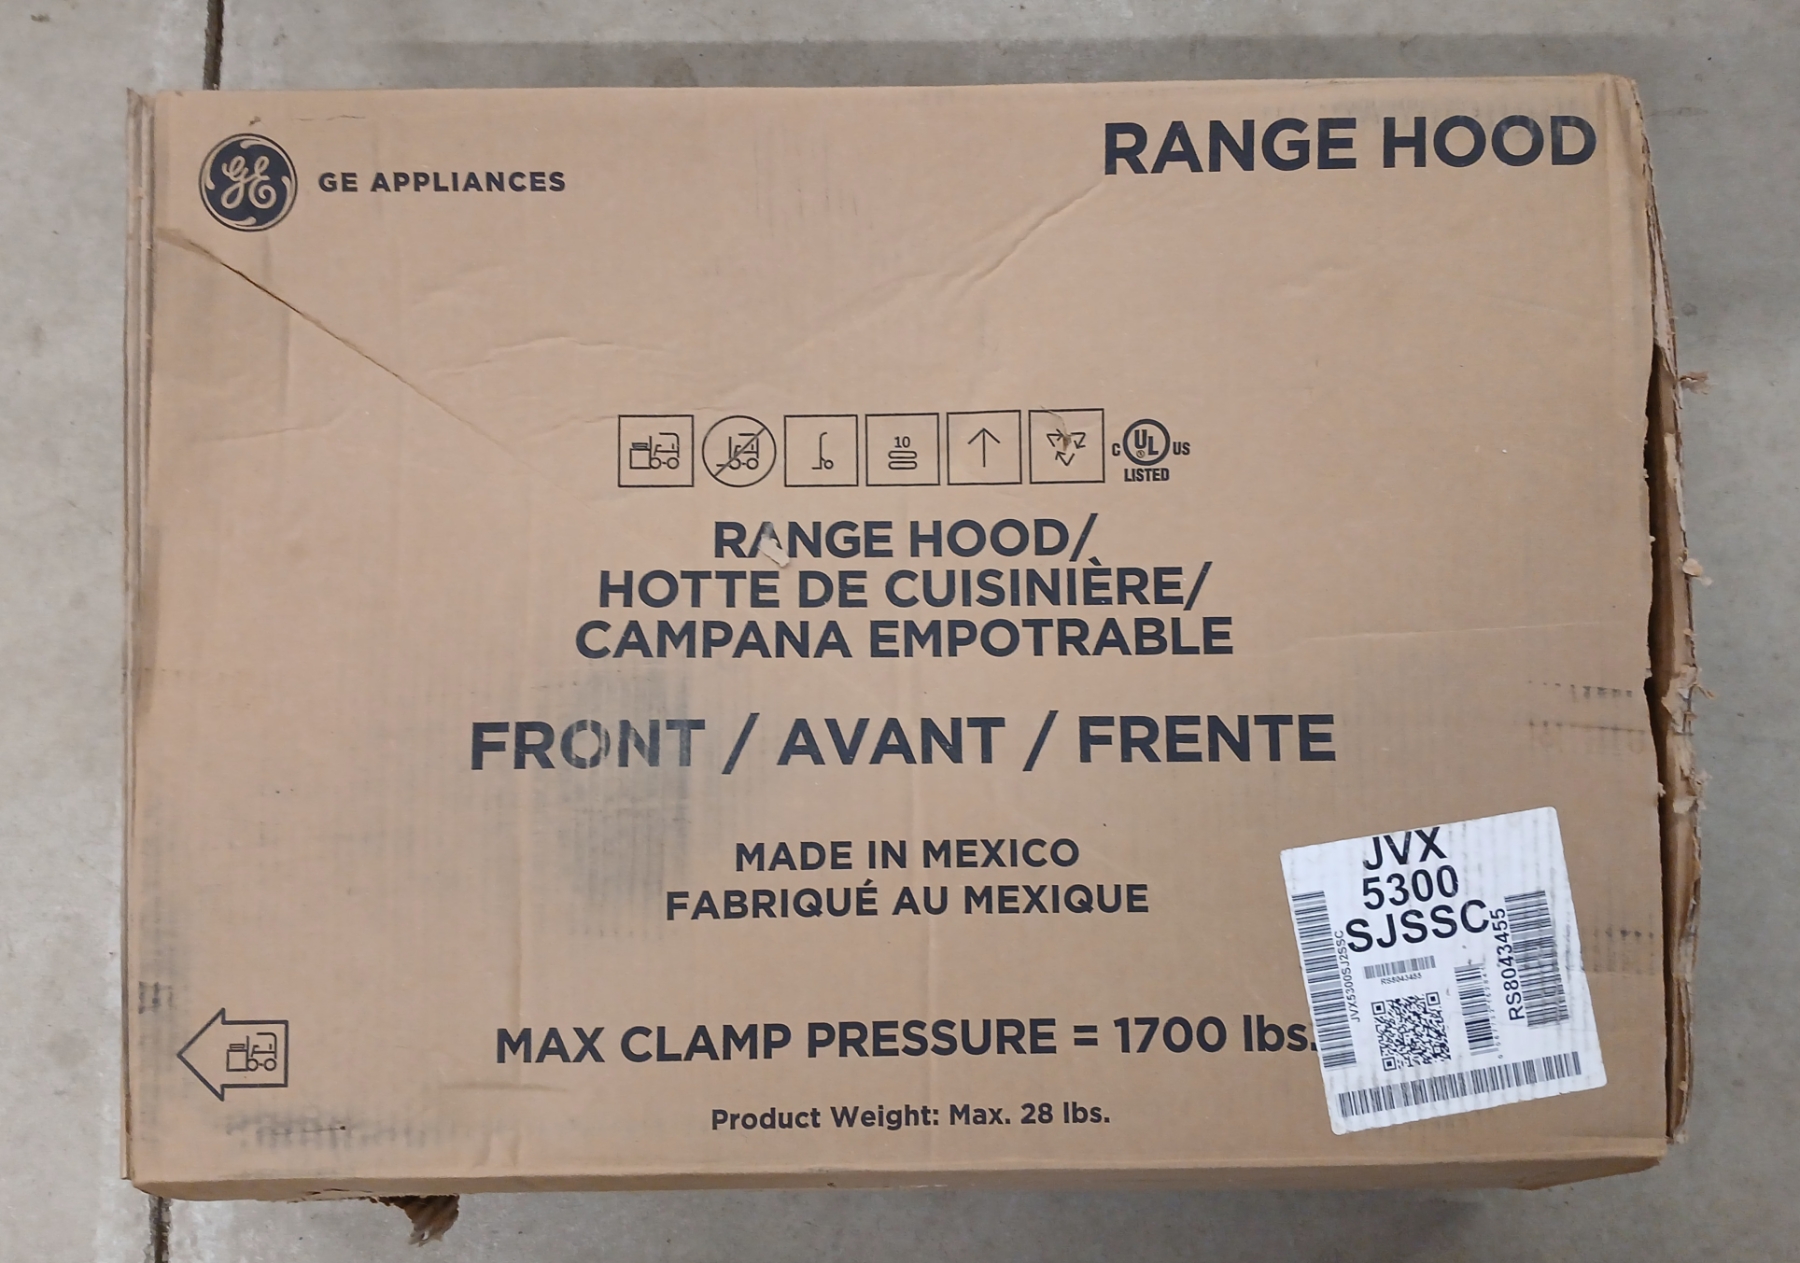 GE APPLIANCES
RANGE HOOD
10
C UL US
LISTED
RANGE HOOD/
HOTTE DE CUISINIÈRE/
CAMPANA EMPOTRABLE
FRONT / AVANT / FRENTE
MADE IN MEXICO
FABRIQUÉ AU MEXIQUE
MAX CLAMP PRESSURE = 1700 lbs.
Product Weight: Max. 28 lbs.
JVX
5300
SJSSC
JVX5300SJ2SSC
RS8043455
RS8043455